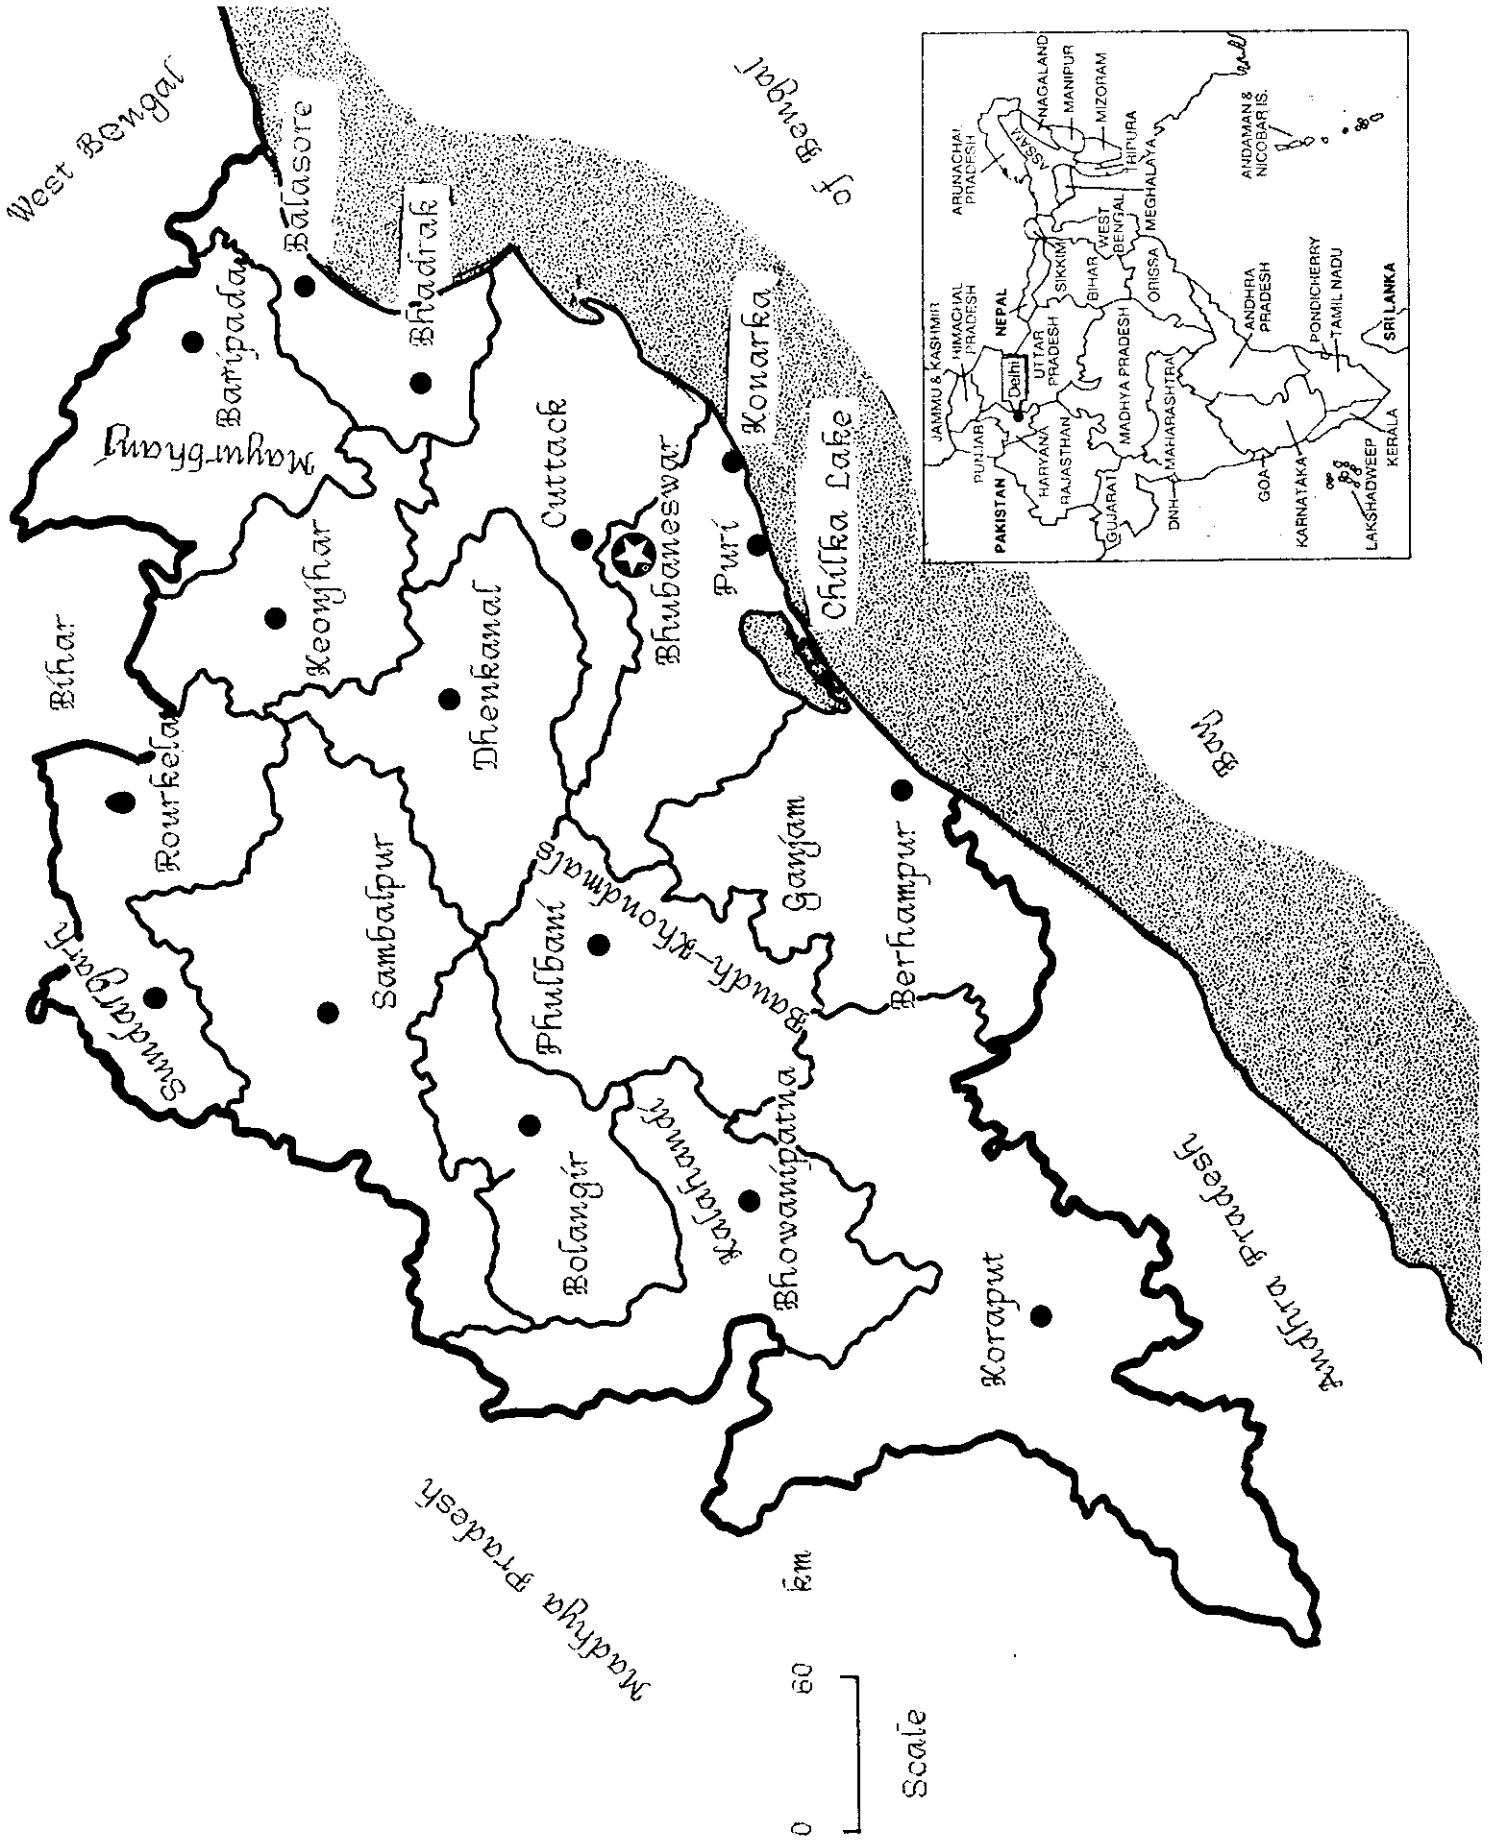 West Bengal
Bihar
Balasore
Baripada
Mayurbhanj
Bhadrak
Keonjhar
Rourkela
Sundargarh
Sambalpur
Dhenkanal
Cuttack
Bhubaneswar
Konarka
Puri
Chilka Lake
Phulbani
Baudh-Khondmals
Ganjam
Berhampur
Bolangir
Kalahandi
Bhowanipatna
Koraput
Madhya Pradesh
Andhra Pradesh
Bay
of Bengal
0 60 km
Scale
JAMMU & KASHMIR
HIMACHAL
PRADESH
PUNJAB
PAKISTAN
NEPAL
Delhi
HARYANA
UTTAR
PRADESH
RAJASTHAN
SIKKIM
ARUNACHAL
PRADESH
ASSAM
NAGALAND
MANIPUR
MIZORAM
TRIPURA
MEGHALAYA
WEST
BENGAL
BIHAR
GUJARAT
MADHYA PRADESH
ORISSA
DNH
MAHARASHTRA
ANDHRA
PRADESH
GOA
KARNATAKA
PONDICHERRY
TAMIL NADU
LAKSHADWEEP
KERALA
SRI LANKA
ANDAMAN &
NICOBAR IS.